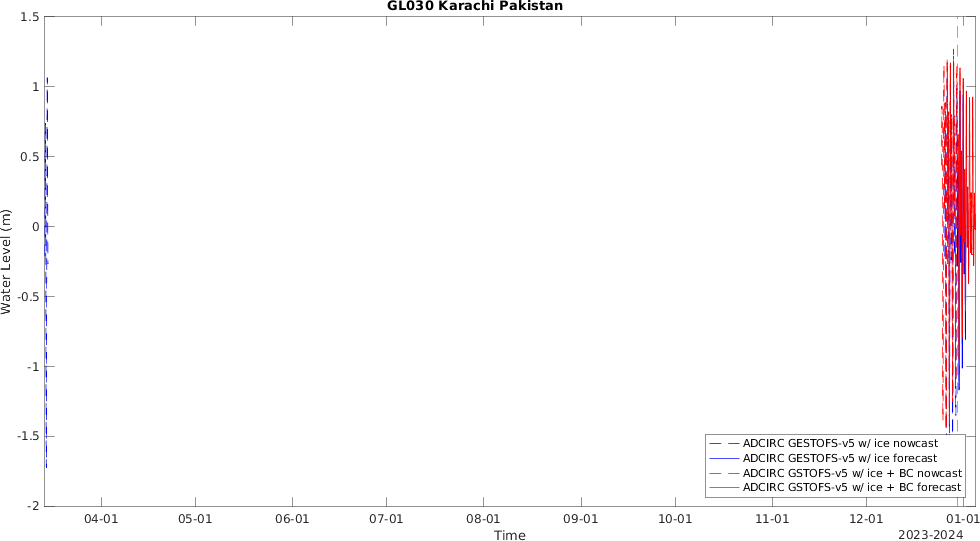 GL030 Karachi Pakistan
1.5
1
0.5
0
-0.5
-1
-1.5
-2
Water Level (m)
04-01 05-01 06-01 07-01 08-01 09-01 10-01 11-01 12-01 01-01
Time
2023-2024
ADCIRC GESTOFS-v5 w/ ice nowcast
ADCIRC GESTOFS-v5 w/ ice forecast
ADCIRC GSTOFS-v5 w/ ice + BC nowcast
ADCIRC GSTOFS-v5 w/ ice + BC forecast